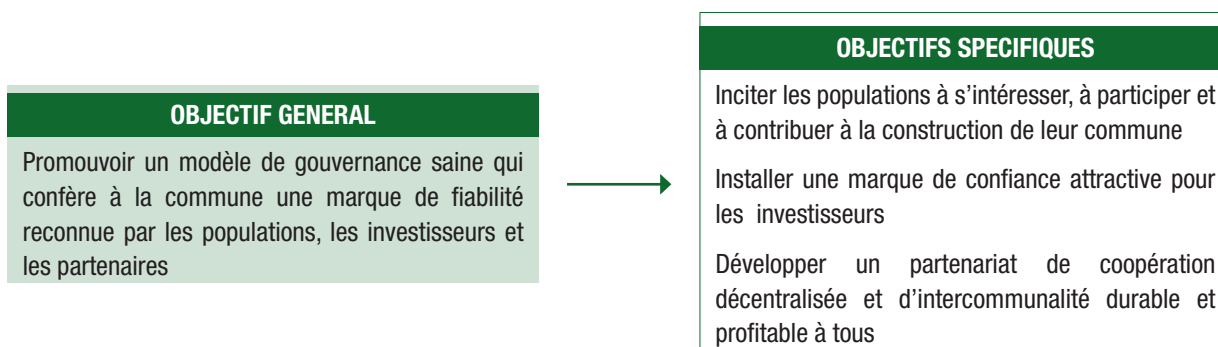 OBJECTIF GENERAL
Promouvoir un modèle de gouvernance saine qui
confère à la commune une marque de fiabilité
reconnue par les populations, les investisseurs et
les partenaires
OBJECTIFS SPECIFIQUES
Inciter les populations à s’intéresser, à participer et
à contribuer à la construction de leur commune
Installer une marque de confiance attractive pour
les investisseurs
Développer un partenariat de coopération
décentralisée et d’intercommunalité durable et
profitable à tous